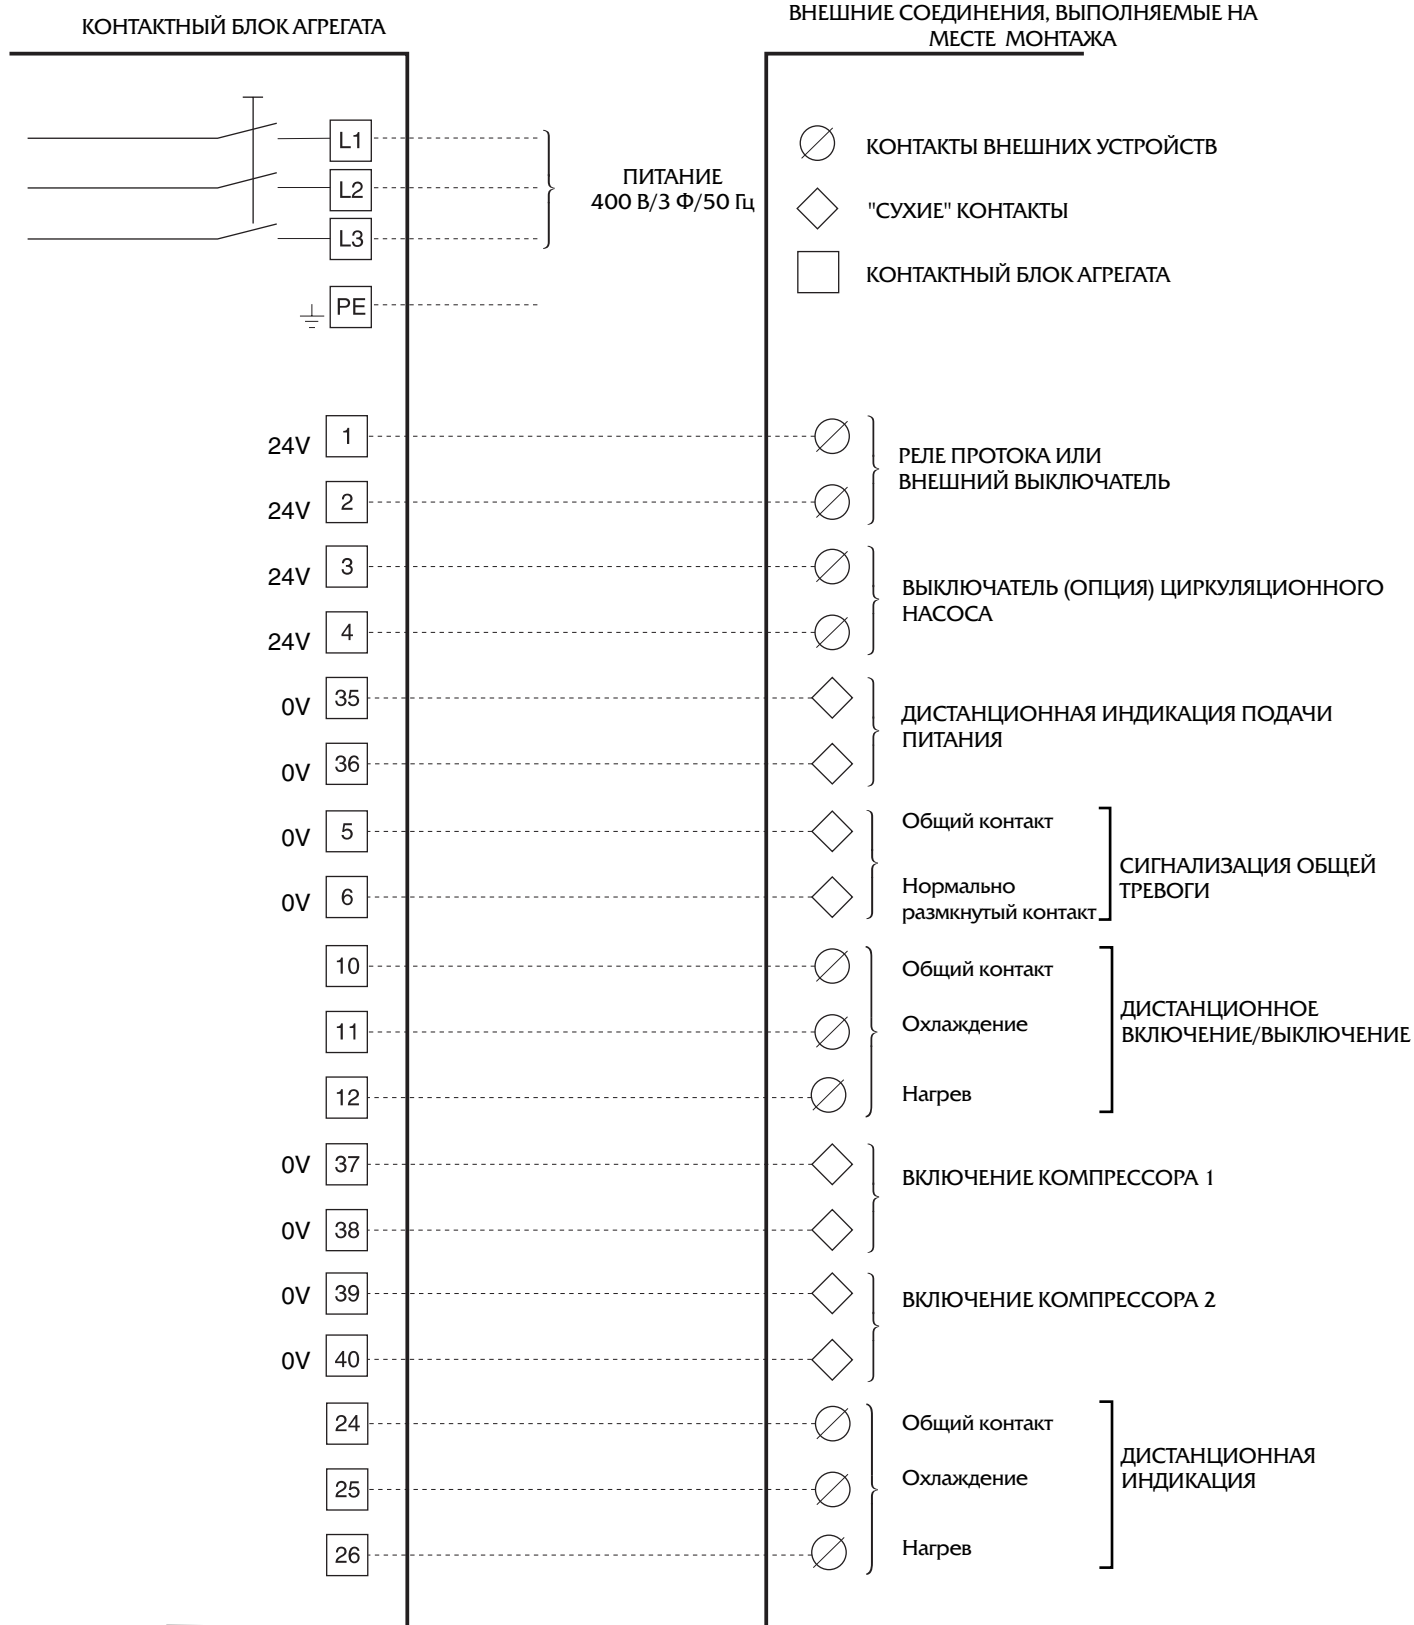 КОНТАКТНЫЙ БЛОК АГРЕГАТА
ВНЕШНИЕ СОЕДИНЕНИЯ, ВЫПОЛНЯЕМЫЕ НА
МЕСТЕ МОНТАЖА
L1
L2
L3
PE
ПИТАНИЕ
400 В/3 Ф/50 Гц
КОНТАКТЫ ВНЕШНИХ УСТРОЙСТВ
"СУХИЕ" КОНТАКТЫ
КОНТАКТНЫЙ БЛОК АГРЕГАТА
24V 1
24V 2
РЕЛЕ ПРОТОКА ИЛИ
ВНЕШНИЙ ВЫКЛЮЧАТЕЛЬ
24V 3
24V 4
ВЫКЛЮЧАТЕЛЬ (ОПЦИЯ) ЦИРКУЛЯЦИОННОГО
НАСОСА
0V 35
0V 36
ДИСТАНЦИОННАЯ ИНДИКАЦИЯ ПОДАЧИ
ПИТАНИЯ
0V 5
Общий контакт
0V 6
Нормально
размкнутый контакт
СИГНАЛИЗАЦИЯ ОБЩЕЙ
ТРЕВОГИ
10
Общий контакт
11
Охлаждение
12
Нагрев
ДИСТАНЦИОННОЕ
ВКЛЮЧЕНИЕ/ВЫКЛЮЧЕНИЕ
0V 37
0V 38
ВКЛЮЧЕНИЕ КОМПРЕССОРА 1
0V 39
0V 40
ВКЛЮЧЕНИЕ КОМПРЕССОРА 2
24
Общий контакт
25
Охлаждение
26
Нагрев
ДИСТАНЦИОННАЯ
ИНДИКАЦИЯ